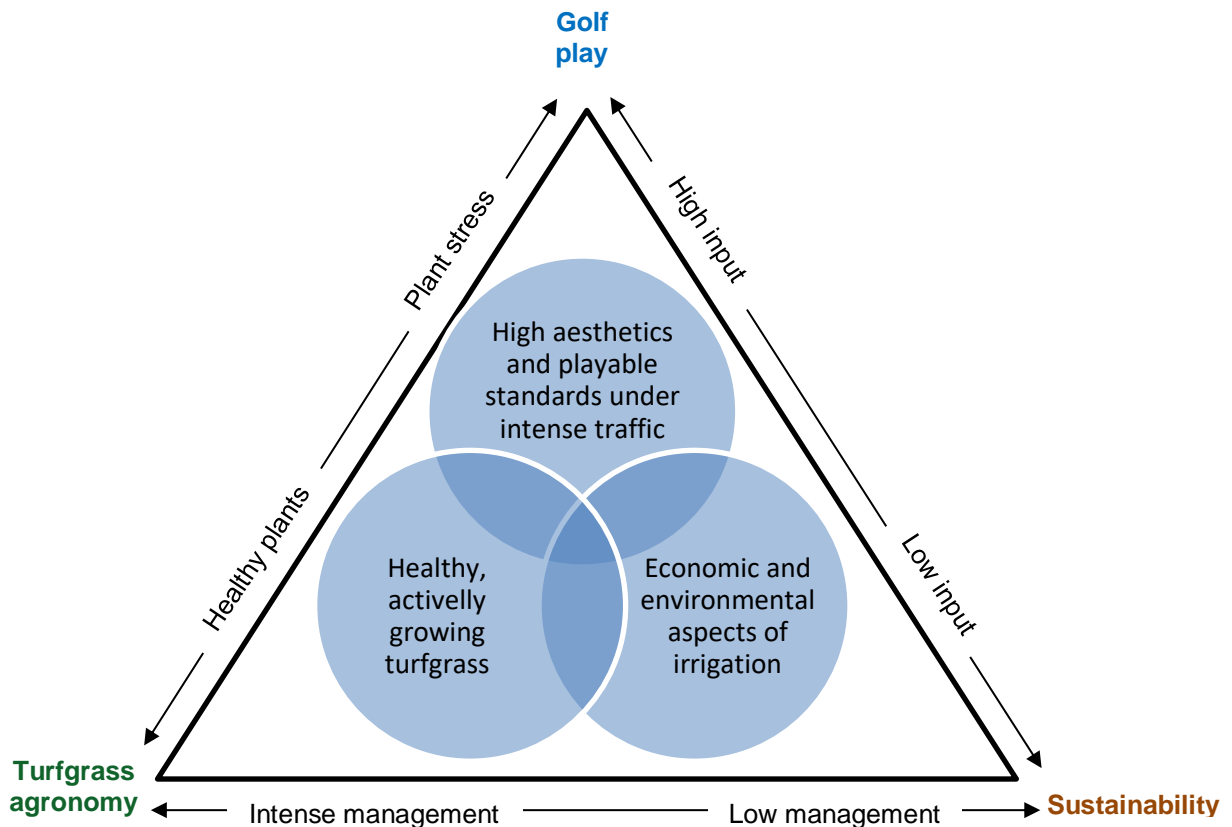 Golf
play
Plant stress
High input
High aesthetics
and playable
standards under
intense traffic
Healthy plants
Low input
Healthy,
activelly
growing
turfgrass
Economic and
environmental
aspects of
irrigation
Turfgrass
agronomy
Intense management
Low management
Sustainability